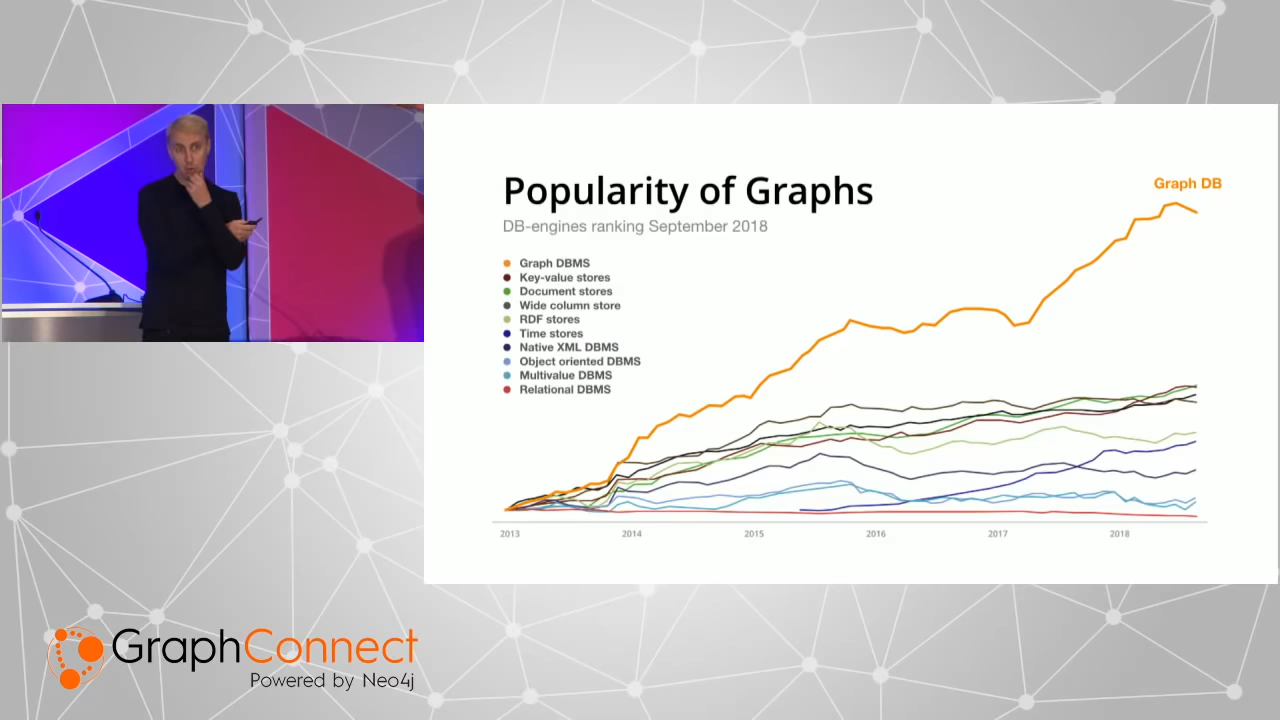 Popularity of Graphs
DB-engines ranking September 2018
Graph DB
Graph DBMS
Key-value stores
Document stores
Wide column store
RDF stores
Time stores
Native XML DBMS
Object oriented DBMS
Multivalue DBMS
Relational DBMS
2013 2014 2015 2016 2017 2018
GraphConnect
Powered by Neo4j